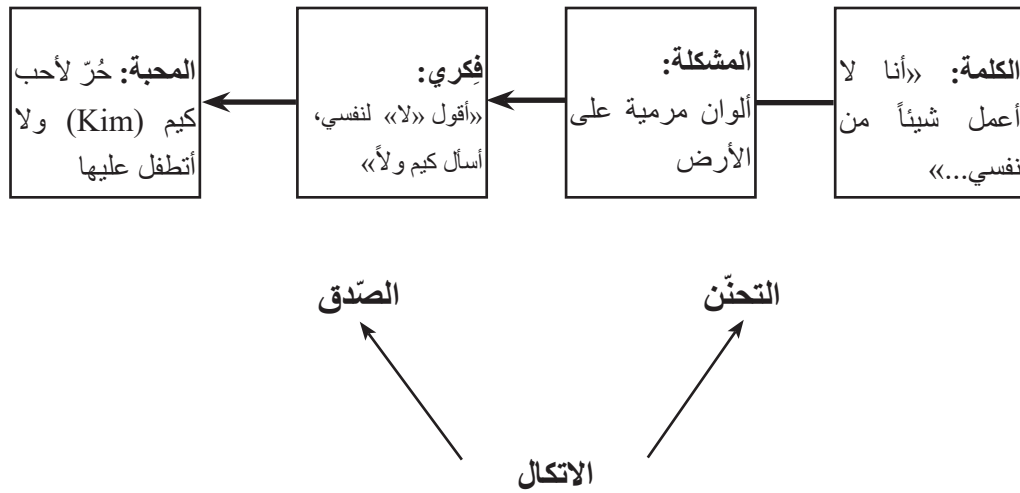 الكلمة: «أنا لا
أعمل شيئاً من
نفسي...»
المشكلة:
ألوان مرمية على
الأرض
فِكري:
«أقول «لا» لنفسي،
أسأل كيم ولاً»
المحبة: حُرّ لأحب
كيم (Kim) ولا
أتطفل عليها
التحنّن
الصّدق
الاتكال